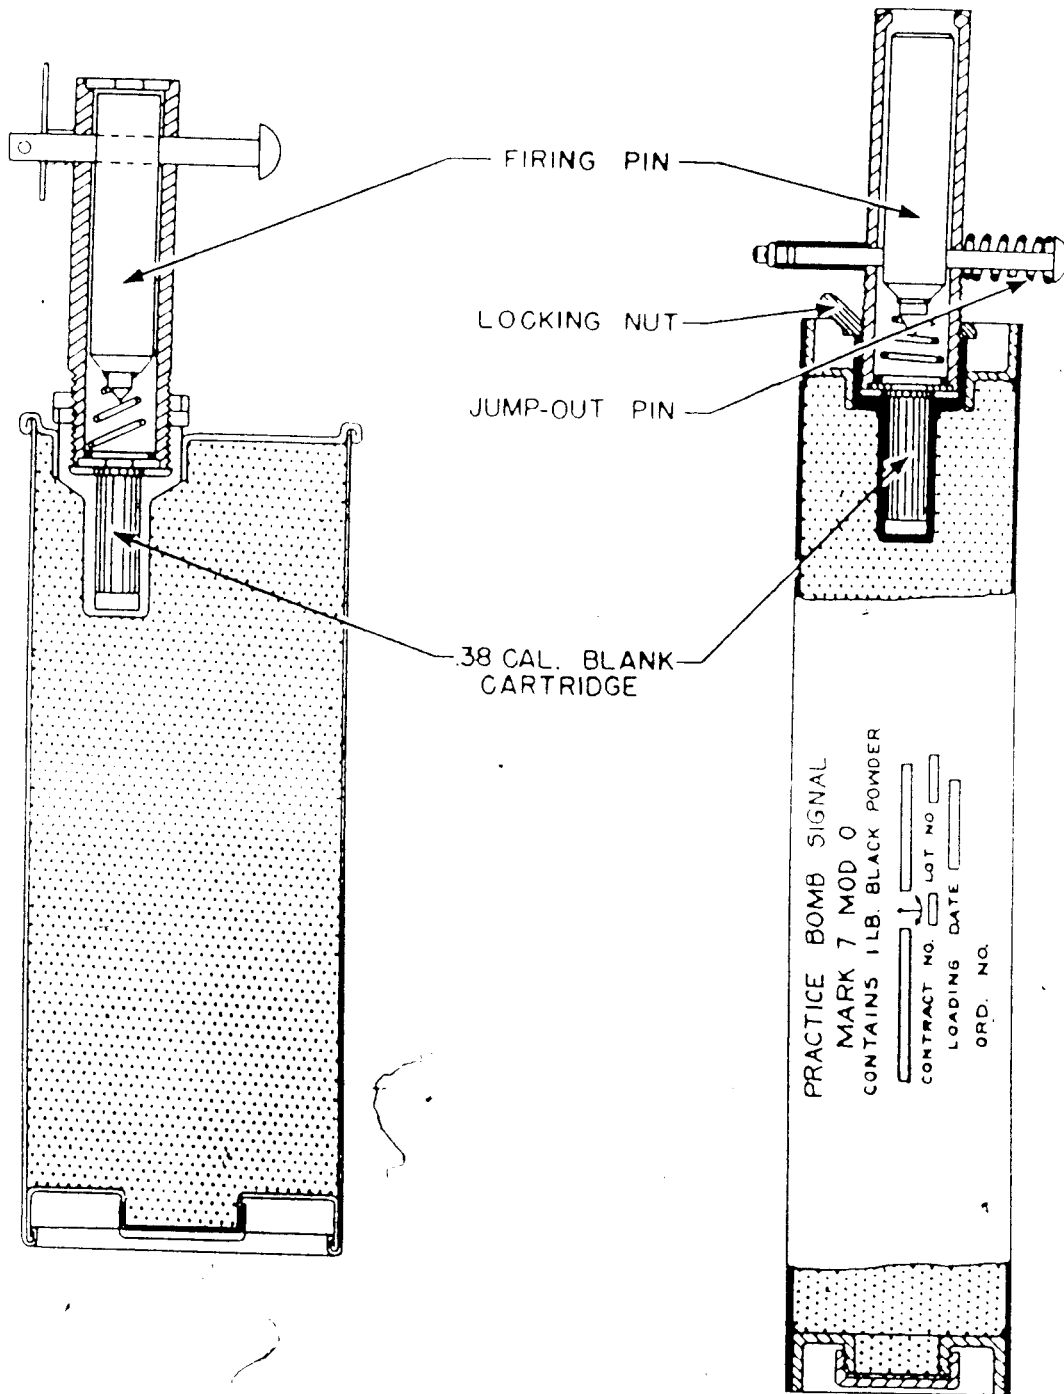 FIRING PIN
LOCKING NUT
JUMP-OUT PIN
.38 CAL. BLANK
CARTRIDGE
PRACTICE BOMB SIGNAL
MARK 7 MOD O
CONTAINS 1 LB. BLACK POWDER
CONTRACT NO. LOT NO
LOADING DATE
ORD. NO.